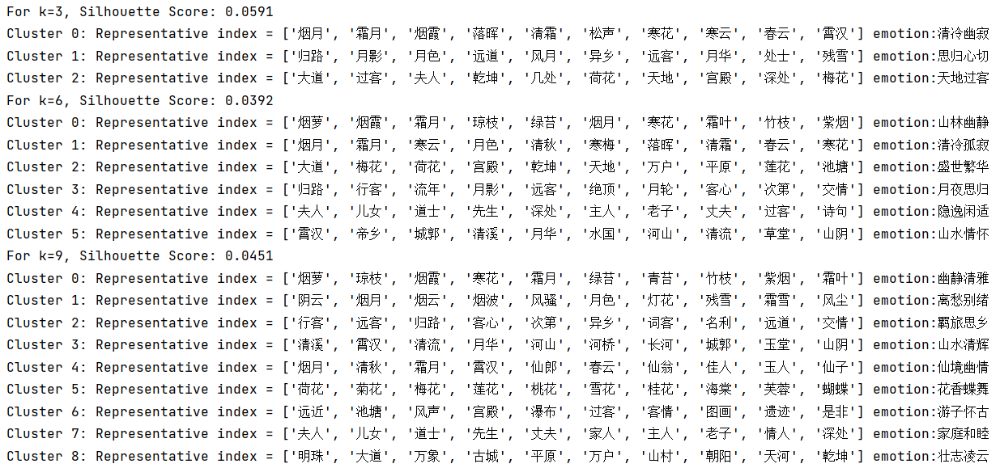 For k=3, Silhouette Score: 0.0591
Cluster 0: Representative index = ['烟月', '霜月', '烟霞', '落晖', '清霜', '松声', '寒花', '寒云', '春云', '霄汉'] emotion:清泠幽寂
Cluster 1: Representative index = ['归路', '月影', '月色', '远道', '风月', '异乡', '远客', '月华', '处士', '残雪'] emotion:思归心切
Cluster 2: Representative index = ['大道', '过客', '夫人', '乾坤', '几处', '荷花', '天地', '宫殿', '深处', '梅花'] emotion:天地过客
For k=6, Silhouette Score: 0.0392
Cluster 0: Representative index = ['烟萝', '烟霞', '霜月', '琼枝', '绿苔', '烟月', '寒花', '霜叶', '竹枝', '紫烟'] emotion:山林幽静
Cluster 1: Representative index = ['烟月', '霜月', '寒云', '月色', '清秋', '寒梅', '落晖', '清霜', '春云', '寒花'] emotion:清泠孤寂
Cluster 2: Representative index = ['大道', '梅花', '荷花', '宫殿', '乾坤', '天地', '万户', '平原', '莲花', '池塘'] emotion:盛世繁华
Cluster 3: Representative index = ['归路', '行客', '流年', '月影', '远客', '绝顶', '月轮', '客心', '次第', '交情'] emotion:月夜思归
Cluster 4: Representative index = ['夫人', '儿女', '道士', '先生', '深处', '主人', '老子', '丈夫', '过客', '诗句'] emotion:隐逸闲适
Cluster 5: Representative index = ['霄汉', '帝乡', '城郭', '清溪', '月华', '水国', '河山', '清流', '草堂', '山阴'] emotion:山水情怀
For k=9, Silhouette Score: 0.0451
Cluster 0: Representative index = ['烟萝', '琼枝', '烟霞', '寒花', '霜月', '绿苔', '青苔', '竹枝', '紫烟', '霜叶'] emotion:幽静清雅
Cluster 1: Representative index = ['阴云', '烟月', '烟云', '烟波', '风骚', '月色', '灯花', '残雪', '霜雪', '风尘'] emotion:离愁别绪
Cluster 2: Representative index = ['行客', '远客', '归路', '客心', '次第', '异乡', '词客', '名利', '远道', '交情'] emotion:羁旅思乡
Cluster 3: Representative index = ['清溪', '霄汉', '清流', '月华', '河山', '河桥', '长河', '城郭', '玉堂', '山阴'] emotion:山水清辉
Cluster 4: Representative index = ['烟月', '清秋', '霜月', '霄汉', '仙郎', '春云', '仙翁', '佳人', '玉人', '仙子'] emotion:仙境幽情
Cluster 5: Representative index = ['荷花', '菊花', '梅花', '莲花', '桃花', '雪花', '桂花', '海棠', '芙蓉', '蝴蝶'] emotion:花香蝶舞
Cluster 6: Representative index = ['远近', '池塘', '风声', '宫殿', '瀑布', '过客', '客情', '图画', '遗迹', '是非'] emotion:游子怀古
Cluster 7: Representative index = ['夫人', '儿女', '道士', '先生', '丈夫', '家人', '主人', '老子', '情人', '深处'] emotion:家庭和睦
Cluster 8: Representative index = ['明珠', '大道', '万象', '古城', '平原', '万户', '山村', '朝阳', '天河', '乾坤'] emotion:壮志凌云